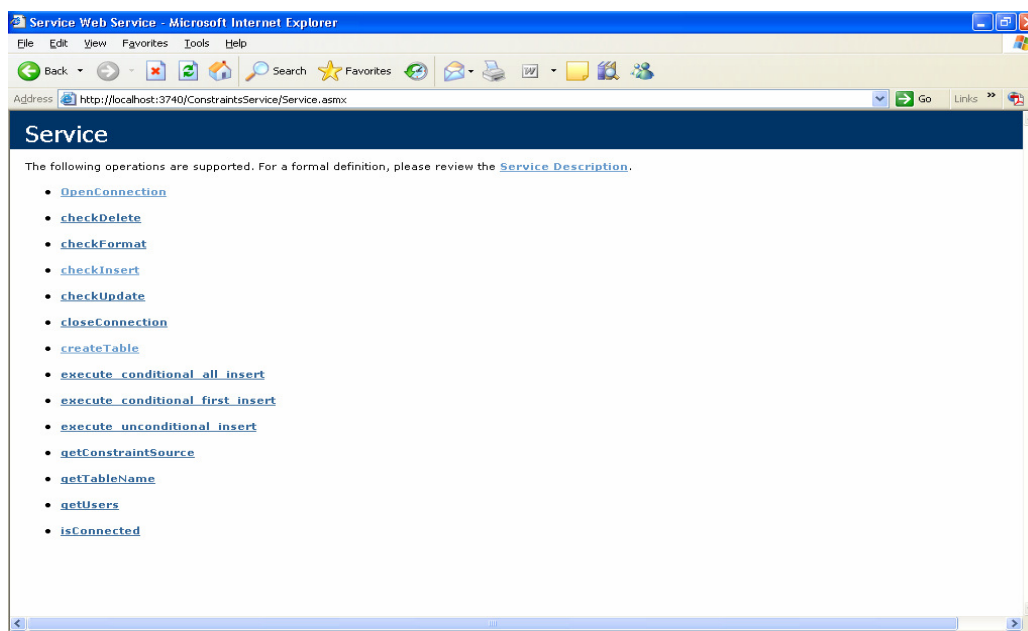 Service Web Service - Microsoft Internet Explorer
File Edit View Favorites Tools Help
Back Search Favorites W
Address http://localhost:3740/ConstraintsService/Service.asmx Go Links »
Service
The following operations are supported. For a formal definition, please review the Service Description.
• OpenConnection
• checkDelete
• checkFormat
• checkInsert
• checkUpdate
• closeConnection
• createTable
• execute_conditional_all_insert
• execute_conditional_first_insert
• execute_unconditional_insert
• getConstraintSource
• getTableName
• getUsers
• isConnected